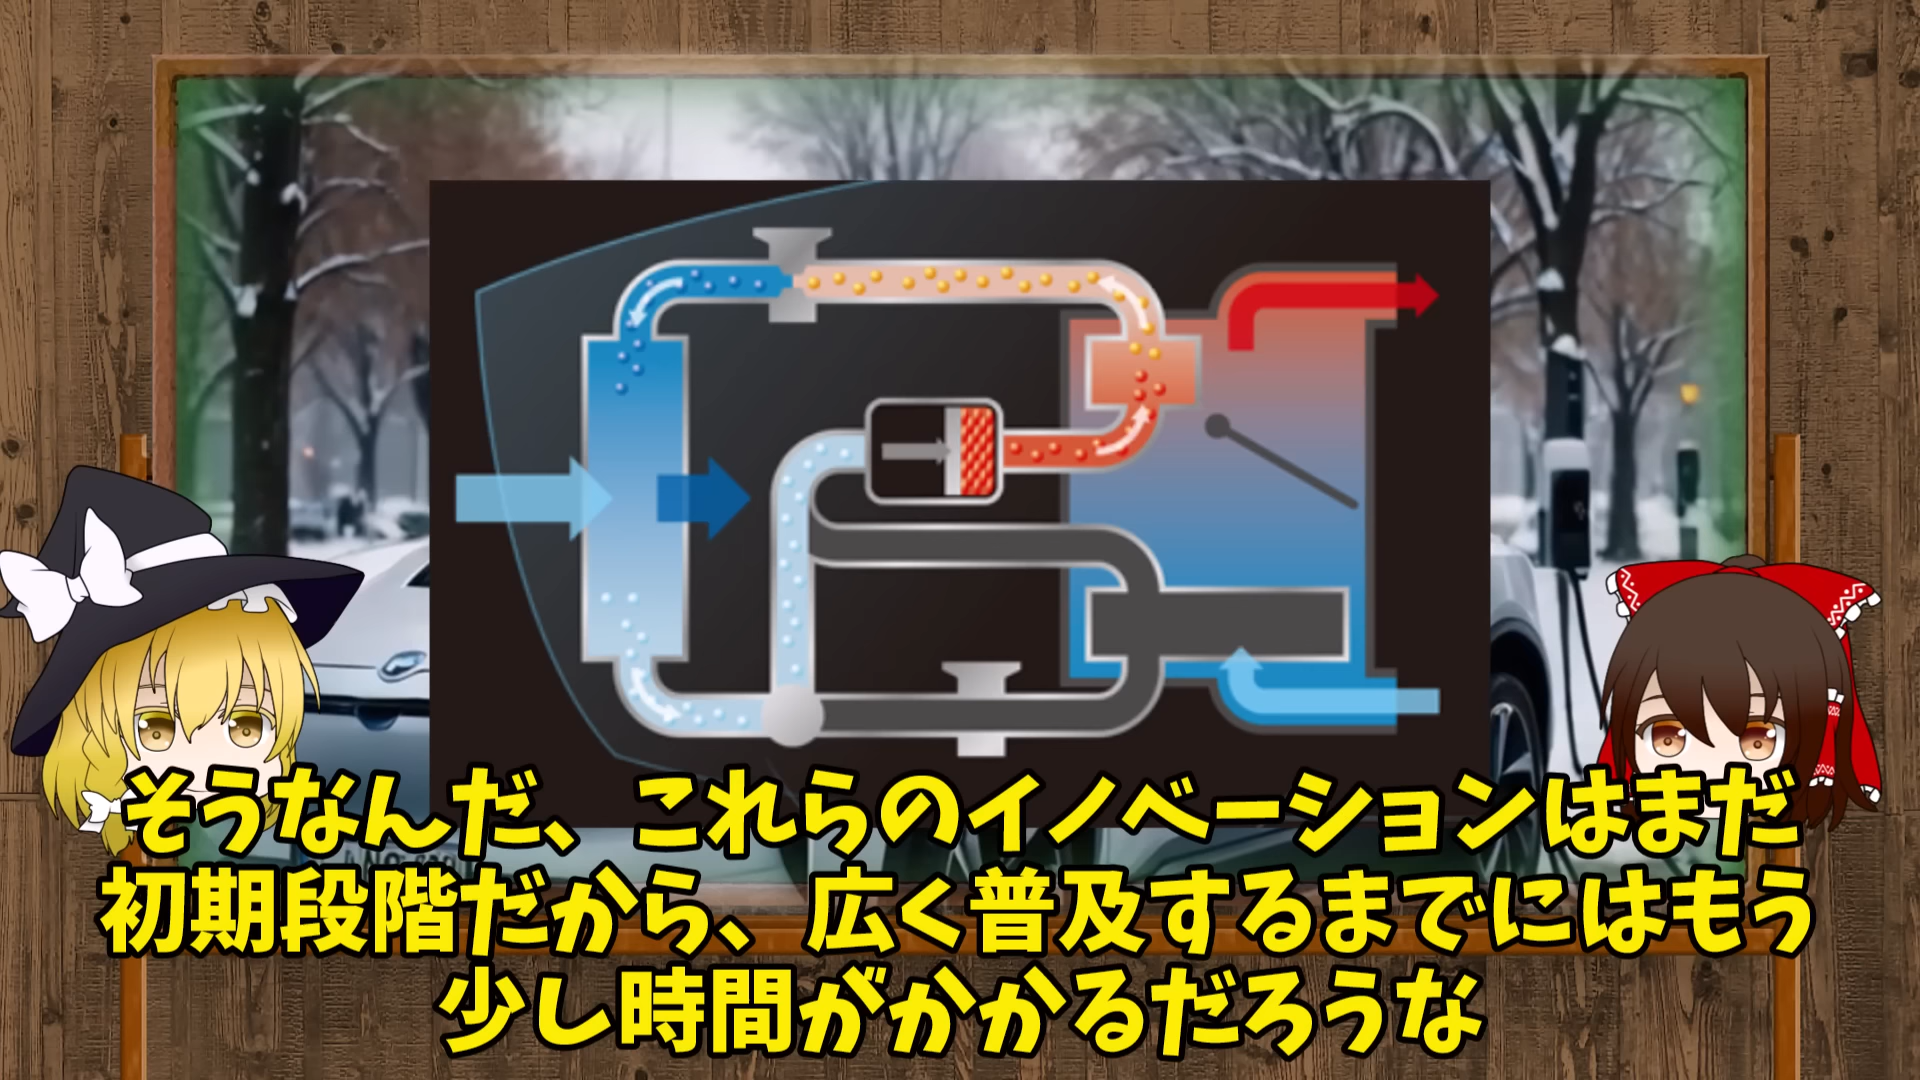 そうなんだ、これらのイノベーションはまだ
初期段階だから、広く普及するまでにはもう
少し時間がかかるだろうな